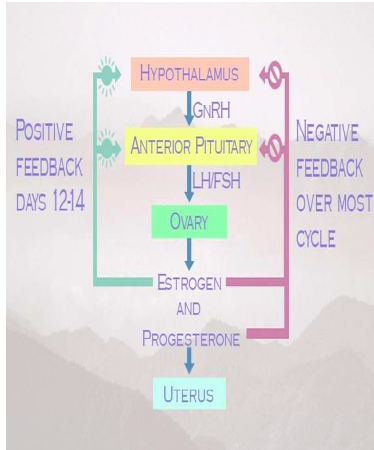 Hypothalamus
GnRH
Anterior Pituitary
LH/FSH
Ovary
Estrogen
and
Progesterone
Uterus
Positive
feedback
days 12-14
Negative
feedback
over most
cycle